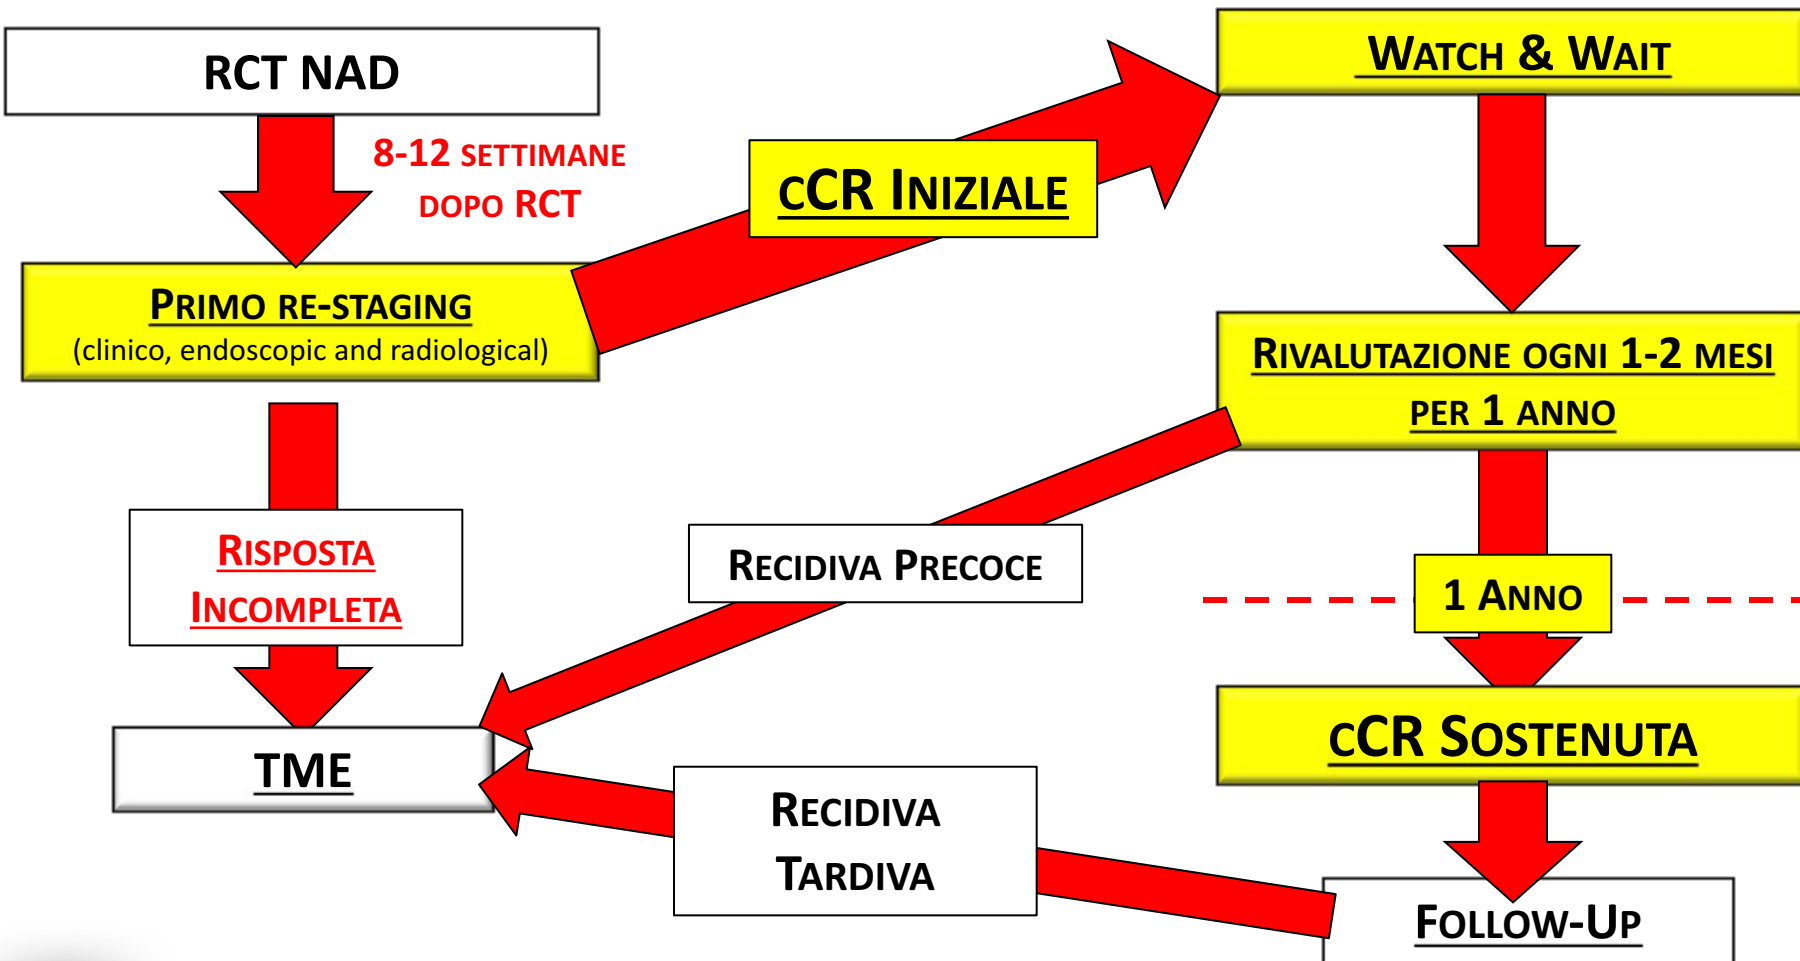 RCT NAD
8-12 SETTIMANE
DOPO RCT
PRIMO RE-STAGING
(clinico, endoscopic and radiological)
cCR INIZIALE
WATCH & WAIT
RIVALUTAZIONE OGNI 1-2 MESI
PER 1 ANNO
RISPOSTA
INCOMPLETA
RECIDIVA PRECOCE
1 ANNO
TME
cCR SOSTENUTA
RECIDIVA
TARDIVA
FOLLOW-UP